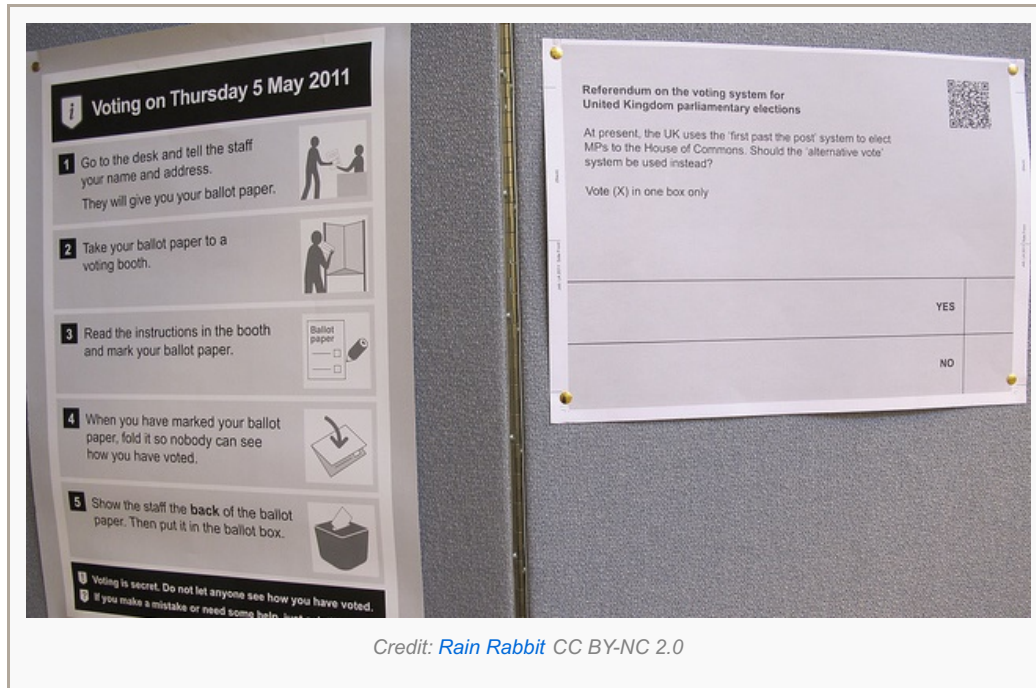 Voting on Thursday 5 May 2011
1 Go to the desk and tell the staff
your name and address.
They will give you your ballot paper.
2 Take your ballot paper to a
voting booth.
3 Read the instructions in the booth
and mark your ballot paper.
Ballot
paper
4 When you have marked your ballot
paper, fold it so nobody can see
how you have voted.
5 Show the staff the back of the ballot
paper. Then put it in the ballot box.
Voting is secret. Do not let anyone see how you have voted.
If you make a mistake or need some help, just
Referendum on the voting system for
United Kingdom parliamentary elections
At present, the UK uses the 'first past the post' system to elect
MPs to the House of Commons. Should the 'alternative vote'
system be used instead?
Vote (X) in one box only
YES
NO
Credit: Rain Rabbit CC BY-NC 2.0